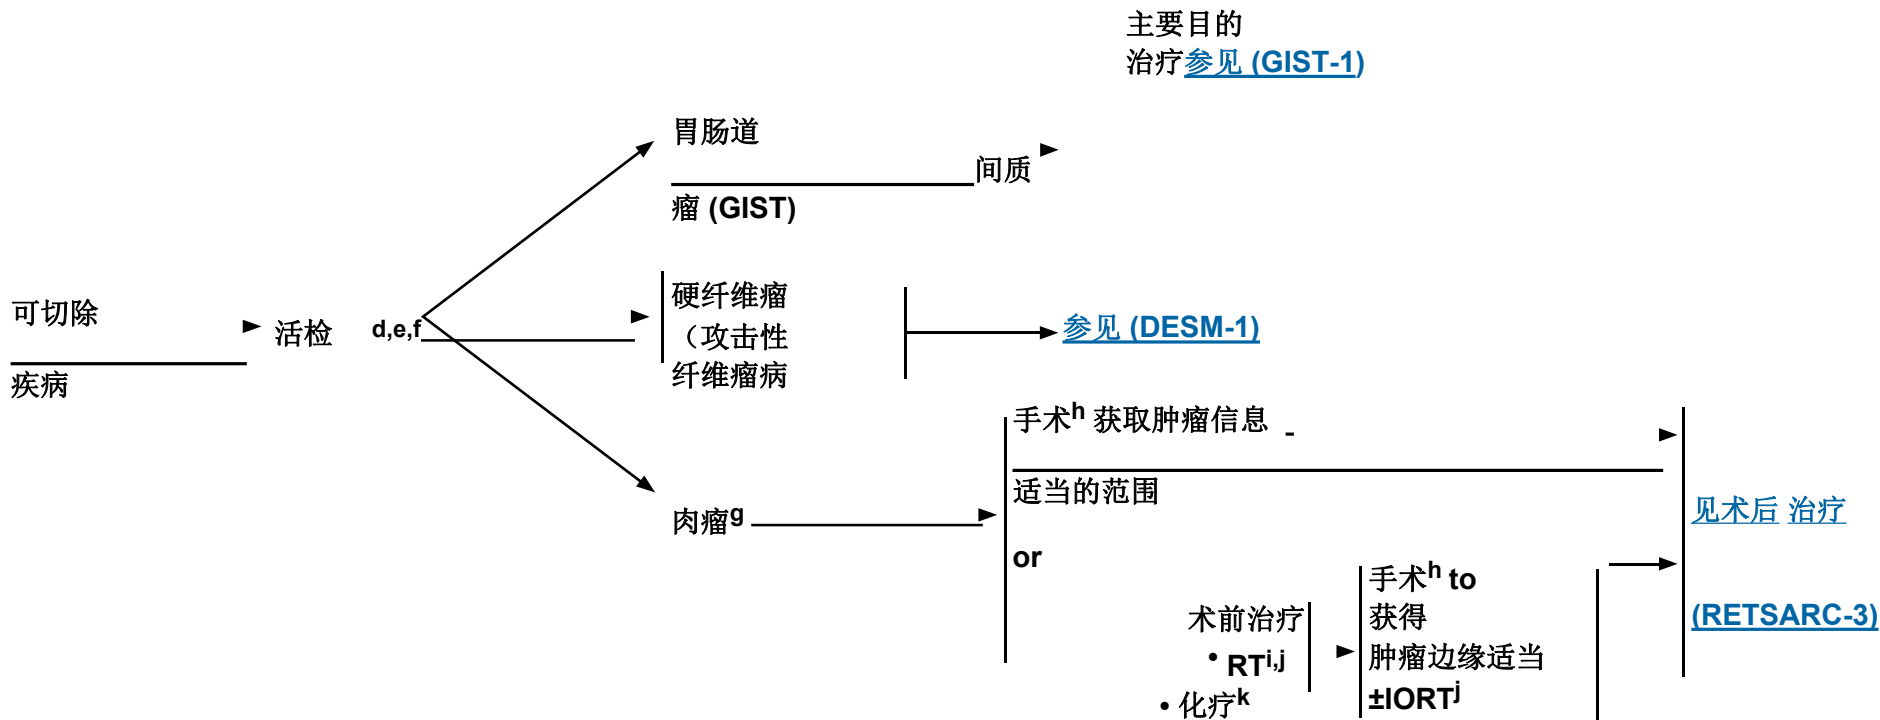 主要目的
治疗参见 (GIST-1)
胃肠道
间质
瘤 (GIST)
可切除
疾病
活检 d,e,f
硬纤维瘤
（攻击性
纤维瘤病
参见 (DESM-1)
肉瘤g
手术h 获取肿瘤信息 -
适当的范围
or
术前治疗
• RTi,j
• 化疗k
手术h to
获得
肿瘤边缘适当
±IORTj
见术后 治疗
(RETSARC-3)